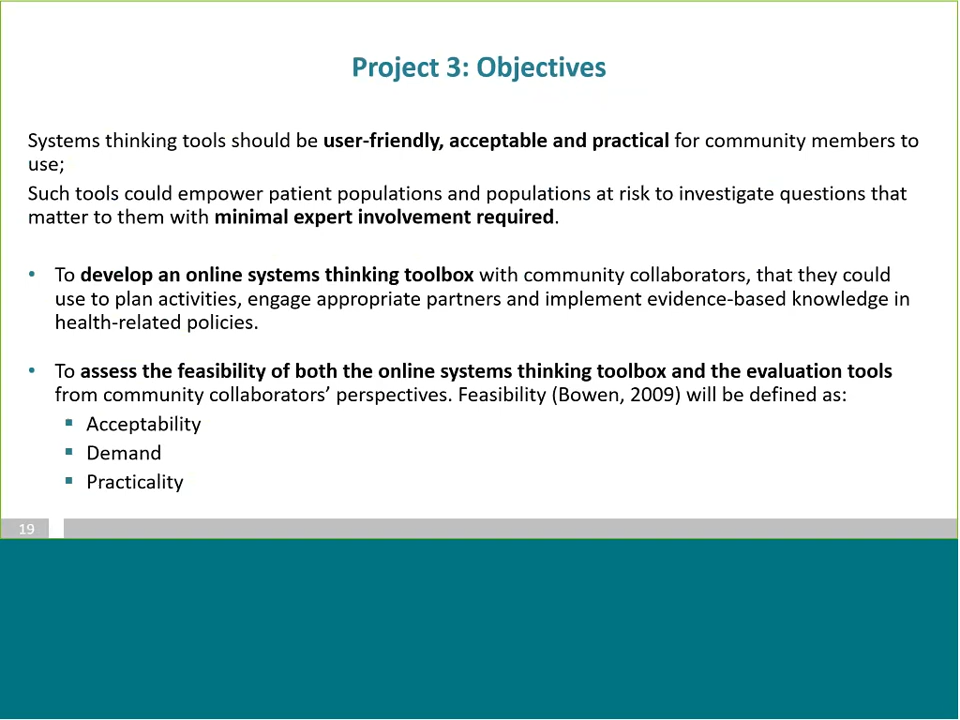 Project 3: Objectives
Systems thinking tools should be user-friendly, acceptable and practical for community members to
use;
Such tools could empower patient populations and populations at risk to investigate questions that
matter to them with minimal expert involvement required.
• To develop an online systems thinking toolbox with community collaborators, that they could
use to plan activities, engage appropriate partners and implement evidence-based knowledge in
health-related policies.
• To assess the feasibility of both the online systems thinking toolbox and the evaluation tools
from community collaborators’ perspectives. Feasibility (Bowen, 2009) will be defined as:
▪ Acceptability
▪ Demand
▪ Practicality
19